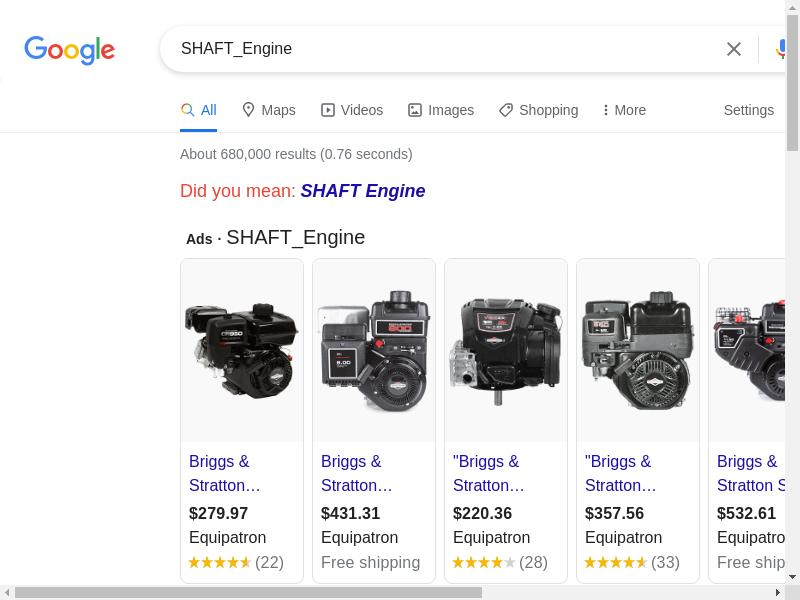 Google
SHAFT_Engine
All Maps Videos Images Shopping More Settings
About 680,000 results (0.76 seconds)
Did you mean: SHAFT Engine
Ads · SHAFT_Engine
Briggs & Stratton…
$279.97
Equipatron
(22)
Briggs & Stratton…
$431.31
Equipatron
Free shipping
"Briggs & Stratton…
$220.36
Equipatron
(28)
"Briggs & Stratton…
$357.56
Equipatron
(33)
Briggs &
Stratton S
$532.61
Equipatro
Free ship